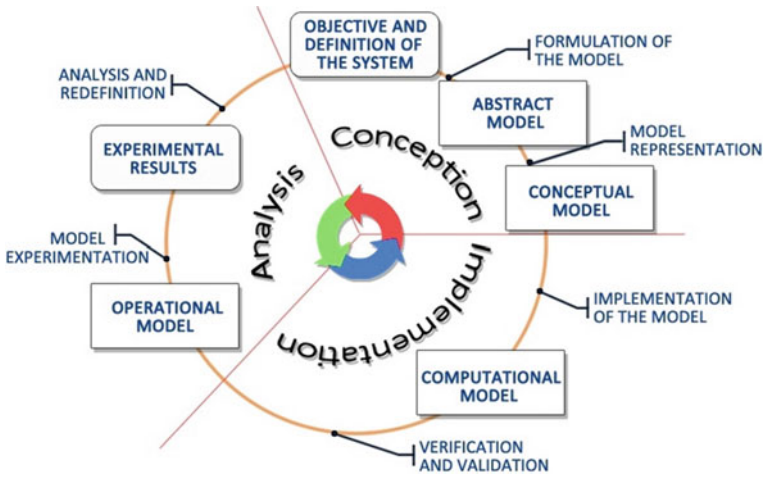 OBJECTIVE AND
DEFINITION OF
THE SYSTEM
FORMULATION OF
THE MODEL
ABSTRACT
MODEL
MODEL
REPRESENTATION
CONCEPTUAL
MODEL
IMPLEMENTATION
OF THE MODEL
COMPUTATIONAL
MODEL
VERIFICATION
AND VALIDATION
OPERATIONAL
MODEL
MODEL
EXPERIMENTATION
EXPERIMENTAL
RESULTS
ANALYSIS AND
REDEFINITION
Conception
Implementation
Analysis